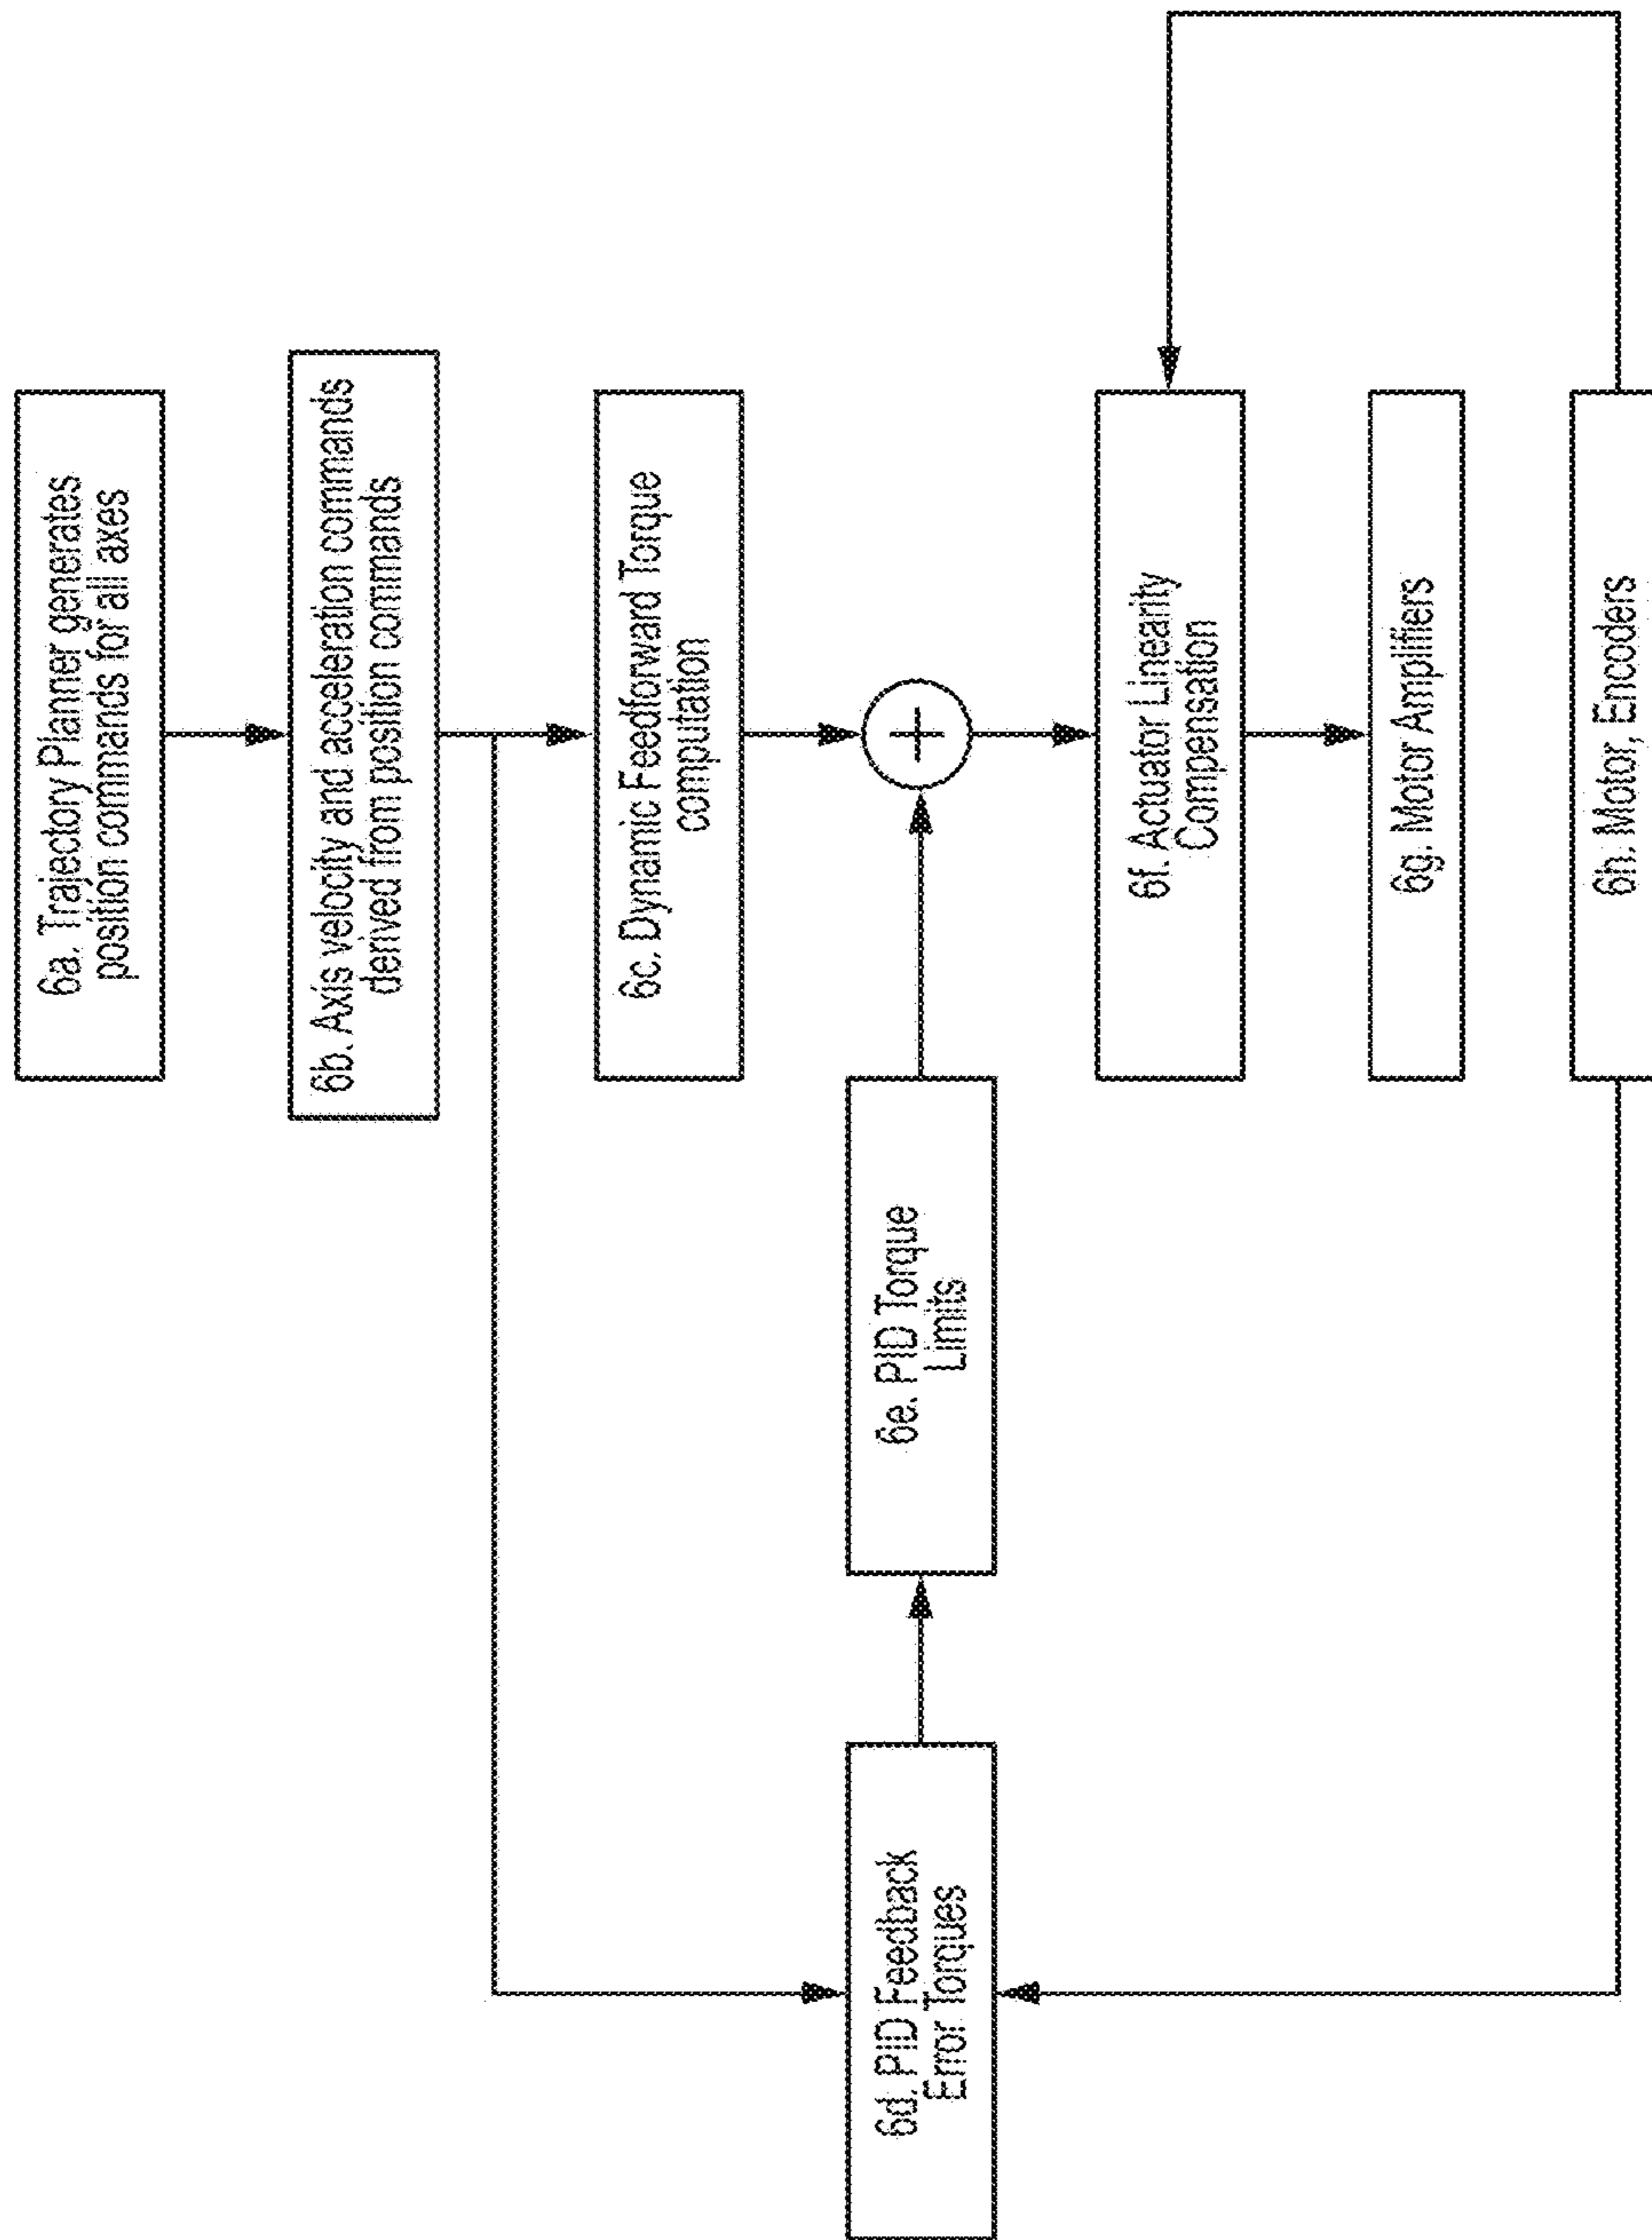 6a. Trajectory Planner generates
position commands for all axes
6b. Axis velocity and acceleration commands
derived from position commands
6c. Dynamic Feedforward Torque
computation
6d. PID Feedback
Error Torques
6e. PID Torque
Limits
+
6f. Actuator Linearity
Compensation
6g. Motor Amplifiers
6h. Motor, Encoders